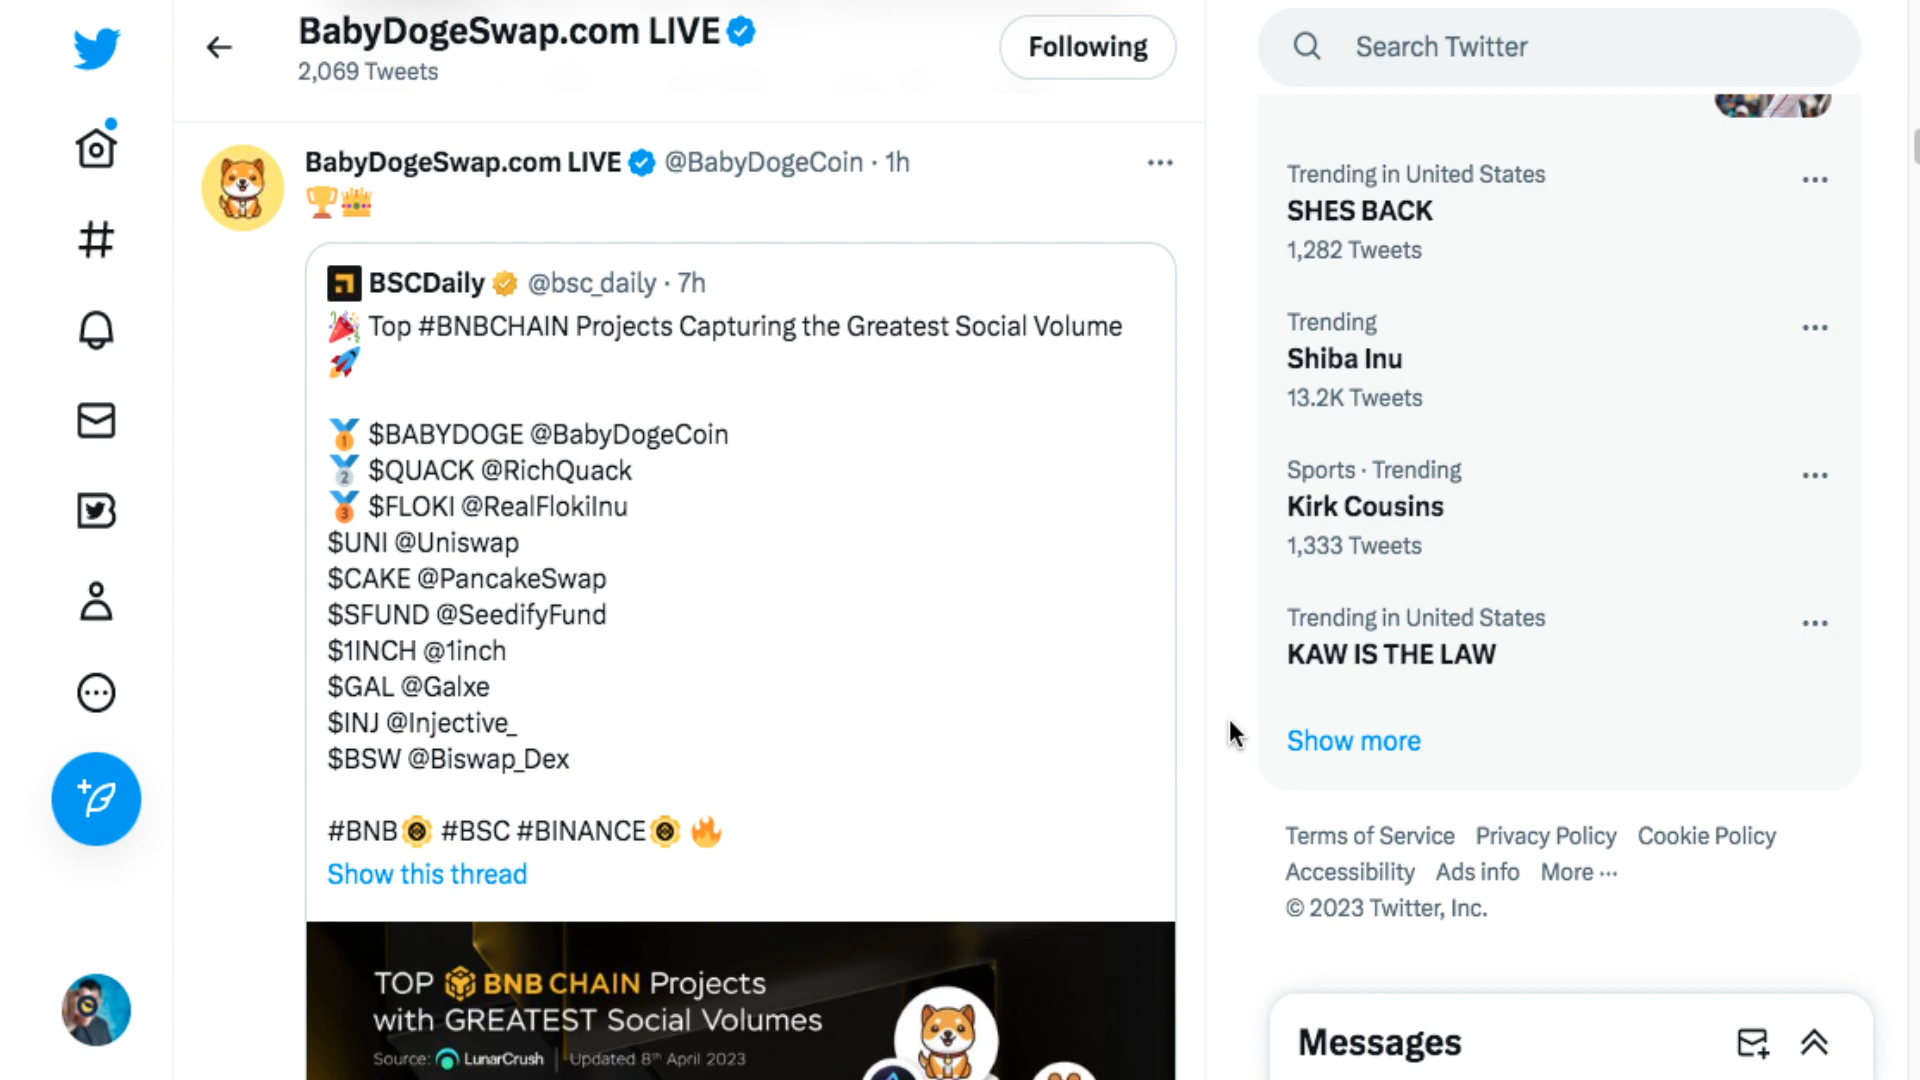 BabyDogeSwap.com LIVE
2,069 Tweets
Following
Search Twitter
BabyDogeSwap.com LIVE @BabyDogeCoin · 1h
BSCDaily @bsc_daily · 7h
Top #BNBCHAIN Projects Capturing the Greatest Social Volume
$BABYDOGE @BabyDogeCoin
$QUACK @RichQuack
$FLOKI @RealFlokiInu
$UNI @Uniswap
$CAKE @PancakeSwap
$SFUND @SeedifyFund
$1INCH @1inch
$GAL @Galxe
$INJ @Injective_
$BSW @Biswap_Dex
#BNB #BSC #BINANCE
Show this thread
TOP BNB CHAIN Projects
with GREATEST Social Volumes
Source: LunarCrush | Updated 8th April 2023
Trending in United States
SHES BACK
1,282 Tweets
Trending
Shiba Inu
13.2K Tweets
Sports · Trending
Kirk Cousins
1,333 Tweets
Trending in United States
KAW IS THE LAW
Show more
Terms of Service Privacy Policy Cookie Policy
Accessibility Ads info More ···
© 2023 Twitter, Inc.
Messages